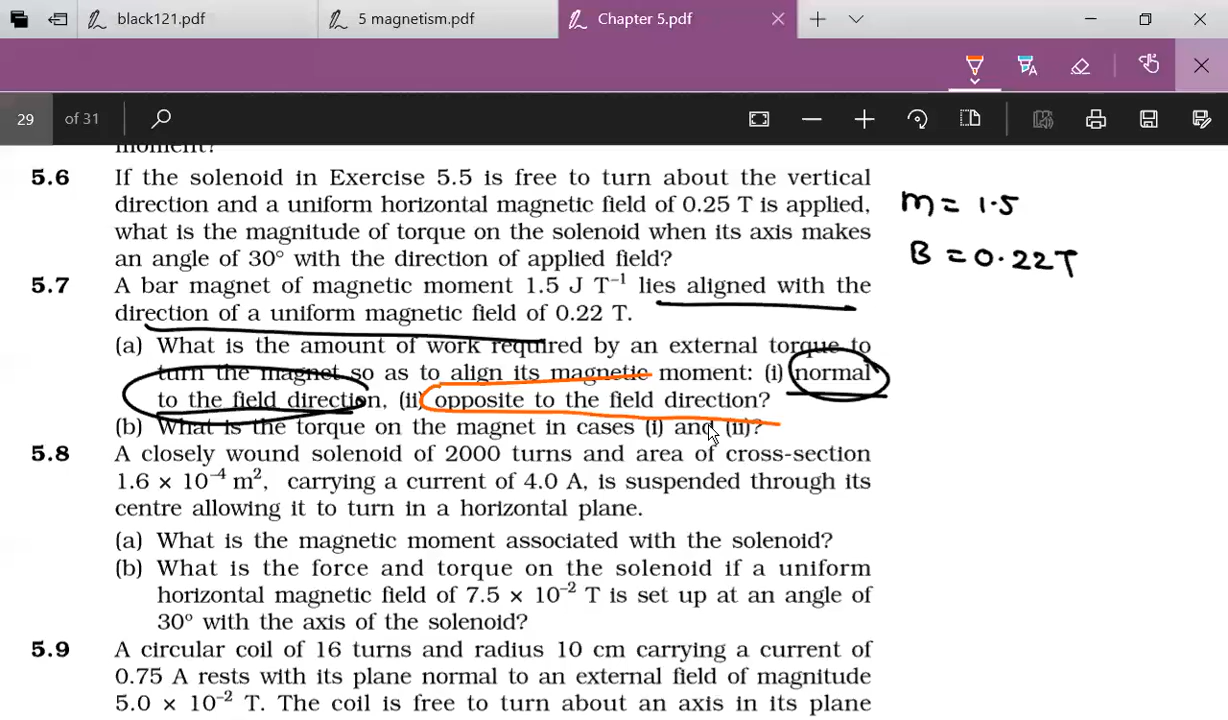 black121.pdf
5 magnetism.pdf
Chapter 5.pdf
29 of 31
moment?
5.6 If the solenoid in Exercise 5.5 is free to turn about the vertical
direction and a uniform horizontal magnetic field of 0.25 T is applied,
what is the magnitude of torque on the solenoid when its axis makes
an angle of 30° with the direction of applied field?
m = 1.5
B = 0.22T
5.7 A bar magnet of magnetic moment 1.5 J T⁻¹ lies aligned with the
direction of a uniform magnetic field of 0.22 T.
(a) What is the amount of work required by an external torque to
turn the magnet so as to align its magnetic moment: (i) normal
to the field direction, (ii) opposite to the field direction?
(b) What is the torque on the magnet in cases (i) and (ii)?
5.8 A closely wound solenoid of 2000 turns and area of cross-section
1.6 × 10⁻⁴ m², carrying a current of 4.0 A, is suspended through its
centre allowing it to turn in a horizontal plane.
(a) What is the magnetic moment associated with the solenoid?
(b) What is the force and torque on the solenoid if a uniform
horizontal magnetic field of 7.5 × 10⁻² T is set up at an angle of
30° with the axis of the solenoid?
5.9 A circular coil of 16 turns and radius 10 cm carrying a current of
0.75 A rests with its plane normal to an external field of magnitude
5.0 × 10⁻² T. The coil is free to turn about an axis in its plane